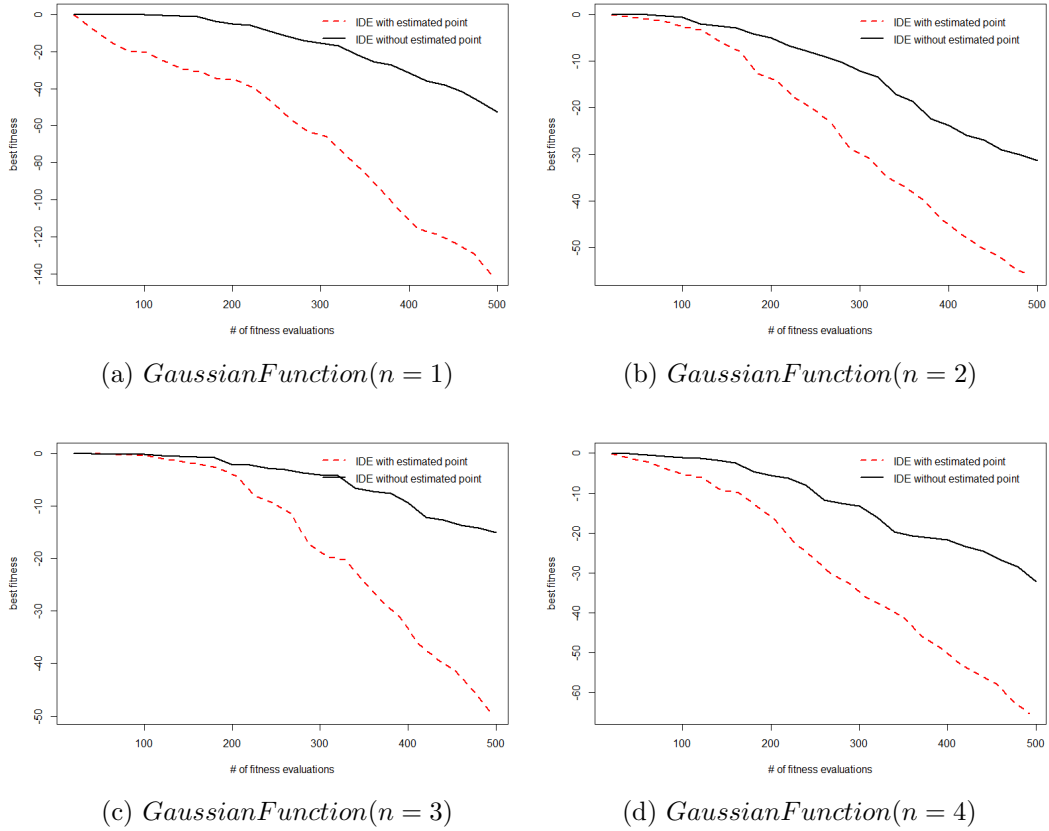 IDE with estimated point
IDE without estimated point
best fitness
0
-20
-40
-60
-80
-100
-120
-140
100
200
300
400
500
# of fitness evaluations
(a) GaussianFunction(n = 1)
IDE with estimated point
IDE without estimated point
best fitness
0
-10
-20
-30
-40
-50
100
200
300
400
500
# of fitness evaluations
(b) GaussianFunction(n = 2)
IDE with estimated point
IDE without estimated point
best fitness
0
-10
-20
-30
-40
-50
100
200
300
400
500
# of fitness evaluations
(c) GaussianFunction(n = 3)
IDE with estimated point
IDE without estimated point
best fitness
0
-10
-20
-30
-40
-50
-60
100
200
300
400
500
# of fitness evaluations
(d) GaussianFunction(n = 4)